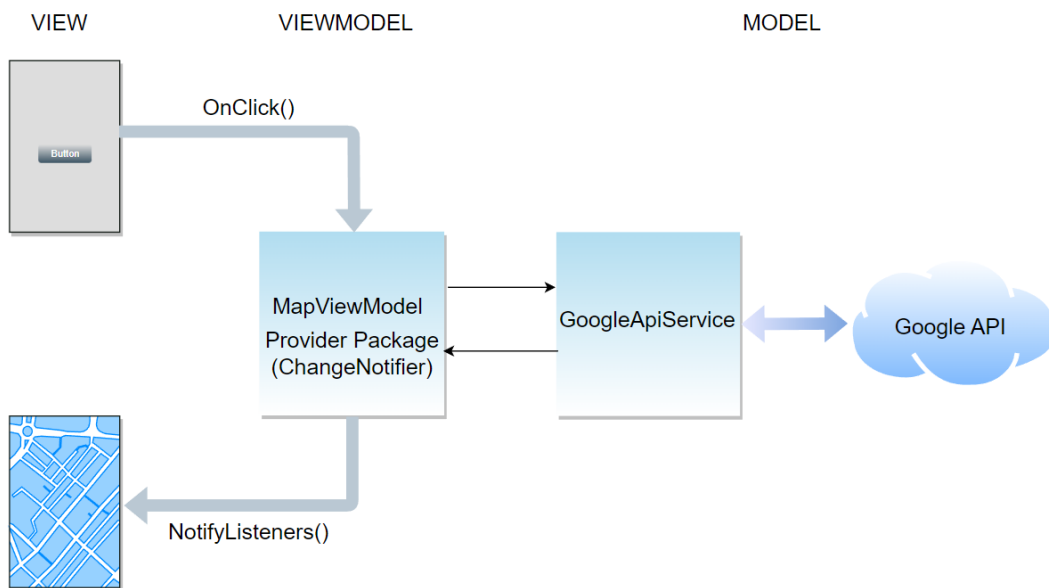 VIEW
VIEWMODEL
MODEL
OnClick()
Button
MapViewModel
Provider Package
(ChangeNotifier)
GoogleApiService
Google API
NotifyListeners()